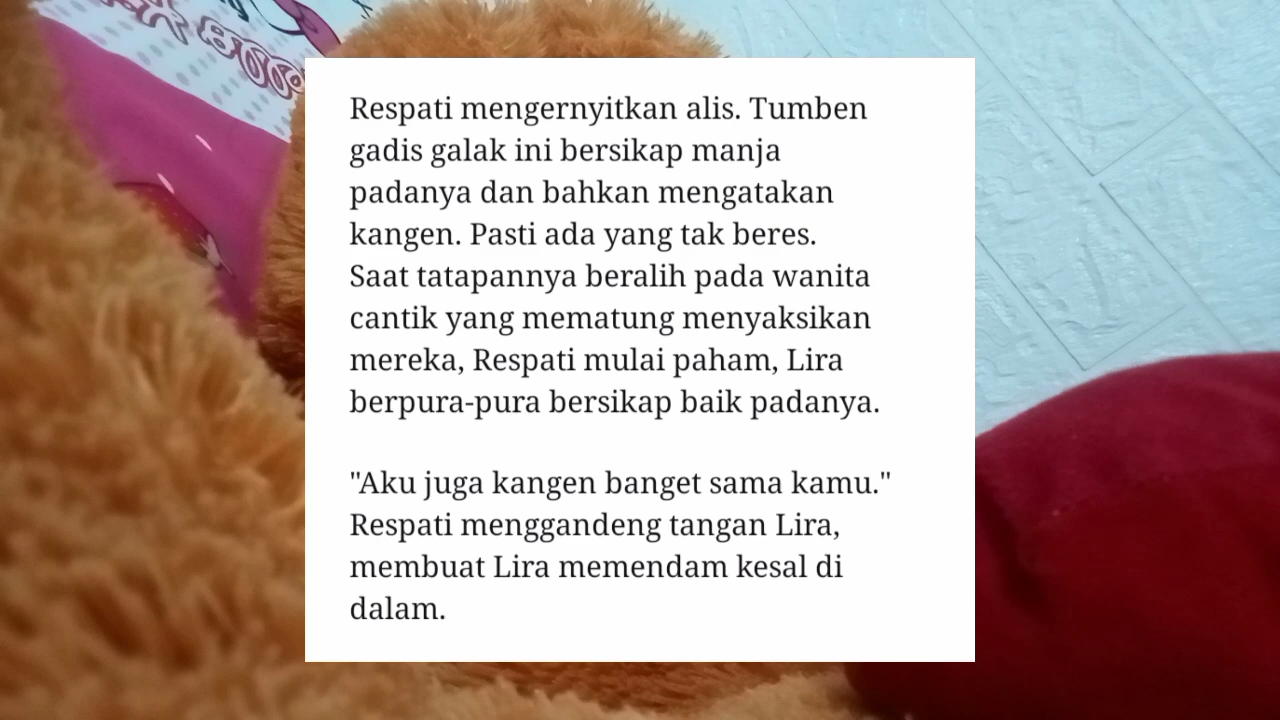 Respati mengernyitkan alis. Tumben
gadis galak ini bersikap manja
padanya dan bahkan mengatakan
kangen. Pasti ada yang tak beres.
Saat tatapannya beralih pada wanita
cantik yang mematung menyaksikan
mereka, Respati mulai paham, Lira
berpura-pura bersikap baik padanya.
"Aku juga kangen banget sama kamu."
Respati menggandeng tangan Lira,
membuat Lira memendam kesal di
dalam.